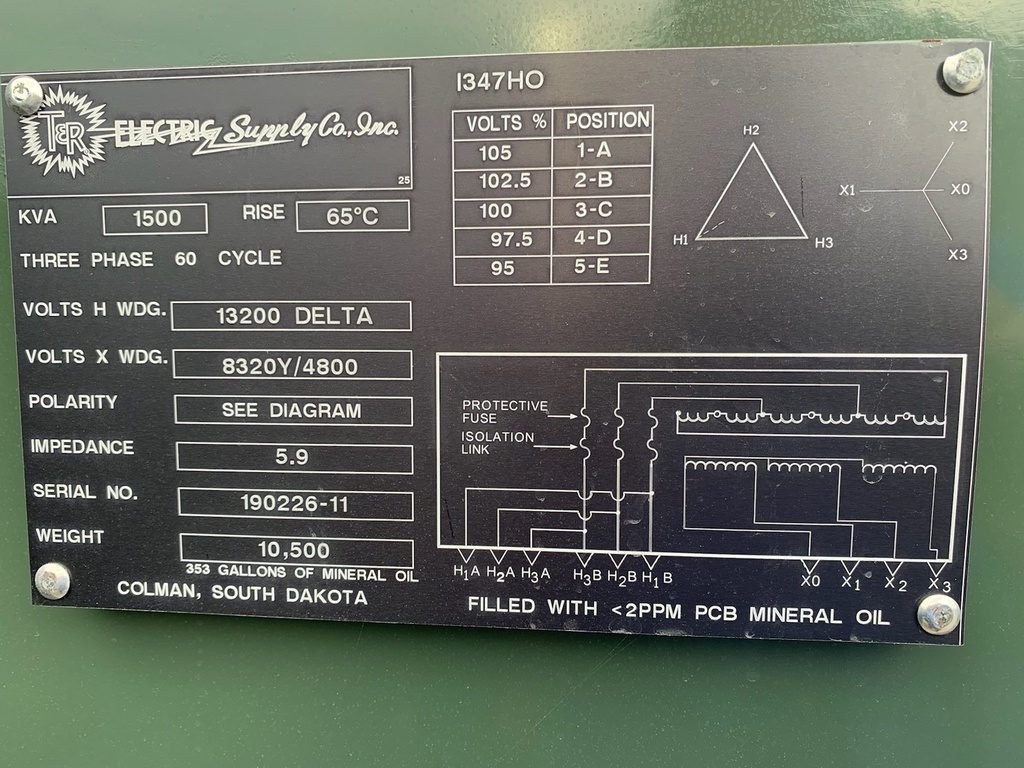 T&R ELECTRIC Supply Co., Inc.
25
KVA 1500 RISE 65°C
THREE PHASE 60 CYCLE
VOLTS H WDG. 13200 DELTA
VOLTS X WDG. 8320Y/4800
POLARITY SEE DIAGRAM
IMPEDANCE 5.9
SERIAL NO. 190226-11
WEIGHT 10,500
353 GALLONS OF MINERAL OIL
COLMAN, SOUTH DAKOTA
1347HO
VOLTS % POSITION
105 1-A
102.5 2-B
100 3-C
97.5 4-D
95 5-E
H2
H1 H3
X2
X1 X0
X3
PROTECTIVE
FUSE
ISOLATION
LINK
H1A H2A H3A H3B H2B H1B X0 X1 X2 X3
FILLED WITH <2PPM PCB MINERAL OIL